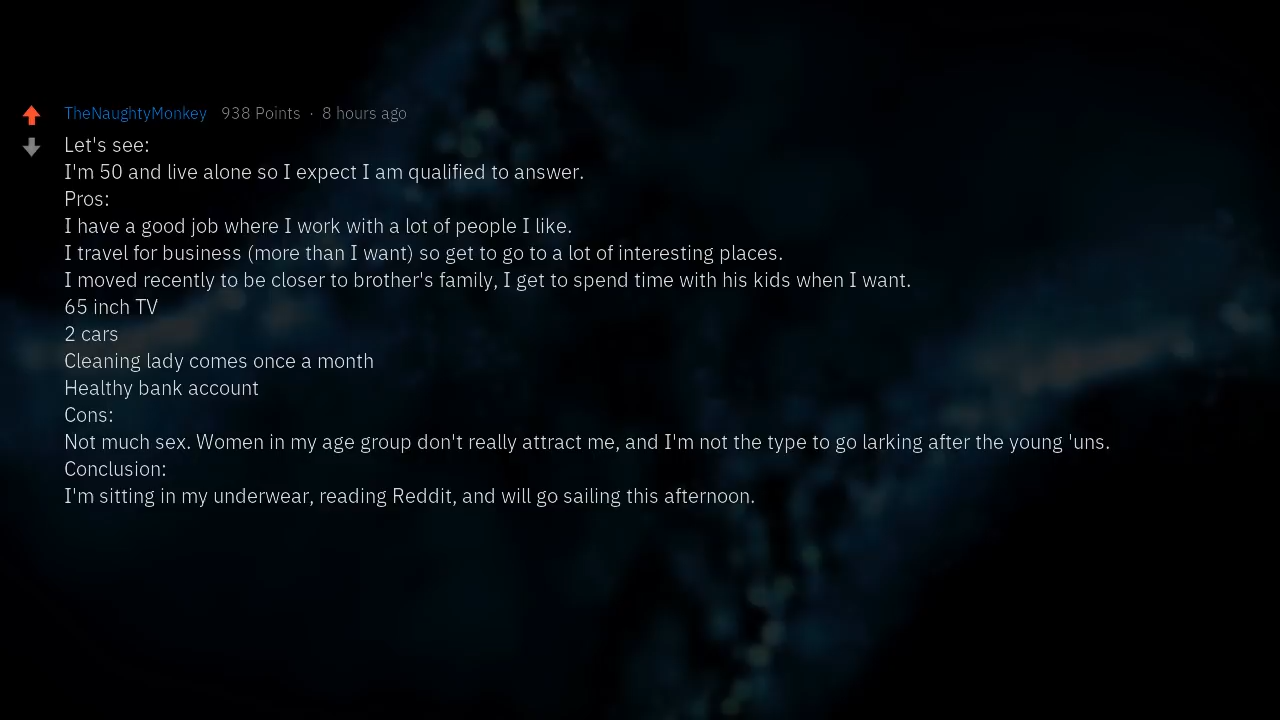 TheNaughtyMonkey 938 Points · 8 hours ago
Let's see:
I'm 50 and live alone so I expect I am qualified to answer.
Pros:
I have a good job where I work with a lot of people I like.
I travel for business (more than I want) so get to go to a lot of interesting places.
I moved recently to be closer to brother's family, I get to spend time with his kids when I want.
65 inch TV
2 cars
Cleaning lady comes once a month
Healthy bank account
Cons:
Not much sex. Women in my age group don't really attract me, and I'm not the type to go larking after the young 'uns.
Conclusion:
I'm sitting in my underwear, reading Reddit, and will go sailing this afternoon.